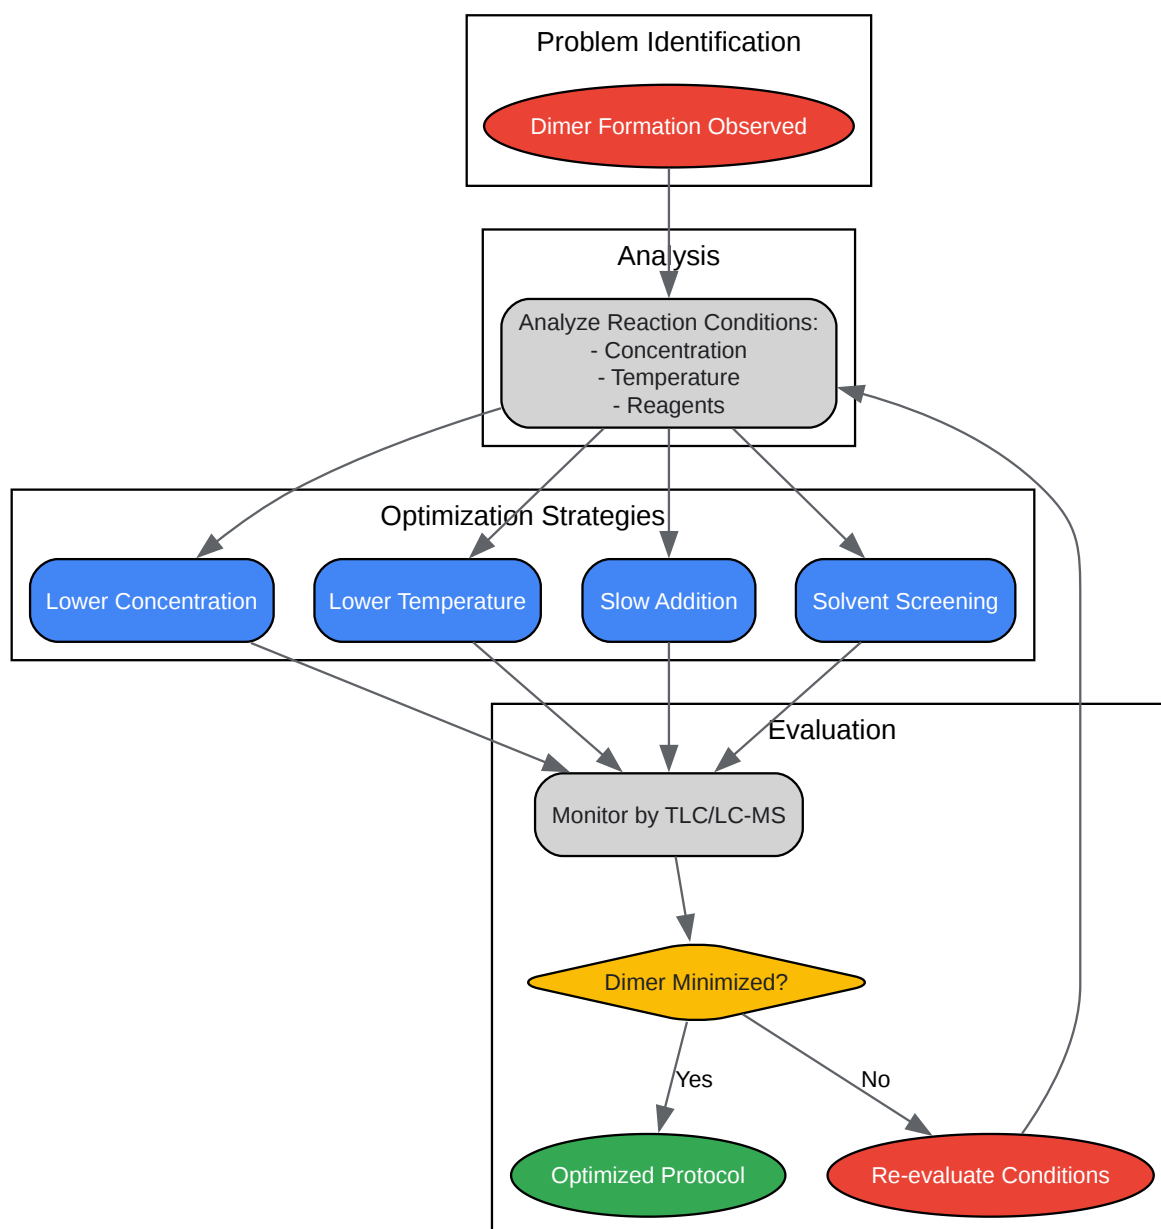 Problem Identification
Dimer Formation Observed
Analysis
Analyze Reaction Conditions:
- Concentration
- Temperature
- Reagents
Optimization Strategies
Lower Concentration
Lower Temperature
Slow Addition
Solvent Screening
Evaluation
Monitor by TLC/LC-MS
Dimer Minimized?
Yes
No
Optimized Protocol
Re-evaluate Conditions